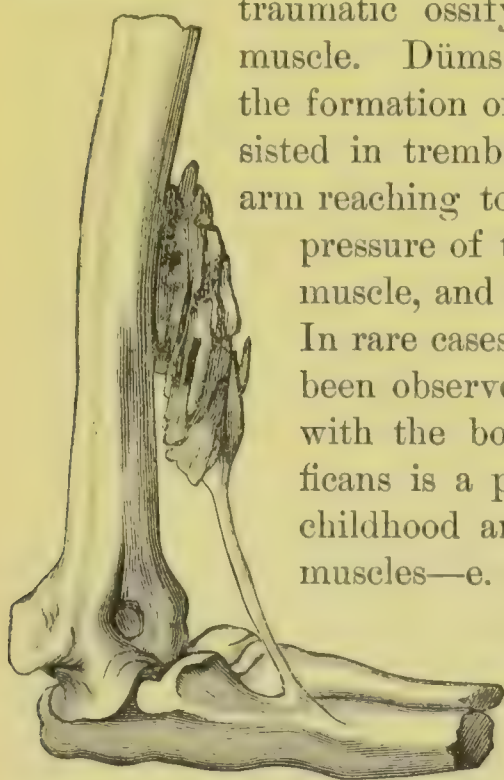 traumatic ossify
muscle. Düms
the formation o
sisted in tremb
arm reaching to
pressure of t
muscle, and
In rare cases
been observe
with the bo
ficans is a p
childhood an
muscles—e.